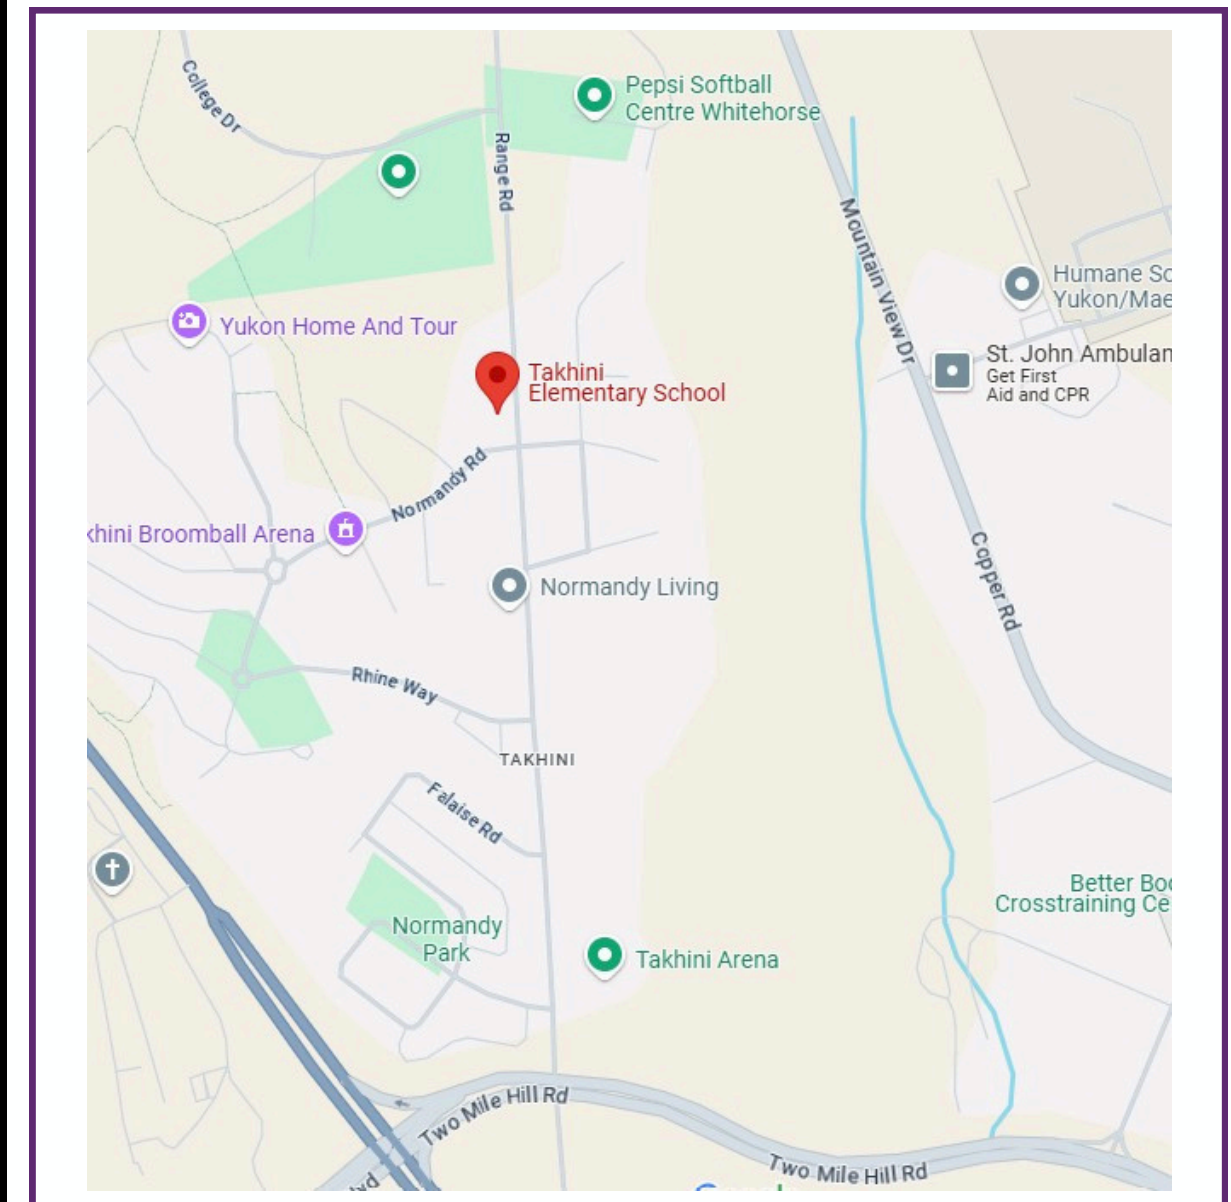 College Dr
Pepsi Softball
Centre Whitehorse
Range Rd
Mountain View Dr
Humane So
Yukon/Mae
Yukon Home And Tour
St. John Ambulan
Get First
Aid and CPR
Takhini
Elementary School
Normandy Rd
khini Broomball Arena
Copper Rd
Normandy Living
Rhine Way
TAKHINI
Falaise Rd
Better Bo
Crosstraining Ce
Normandy
Park
Takhini Arena
Two Mile Hill Rd
Two Mile Hill Rd
lvd